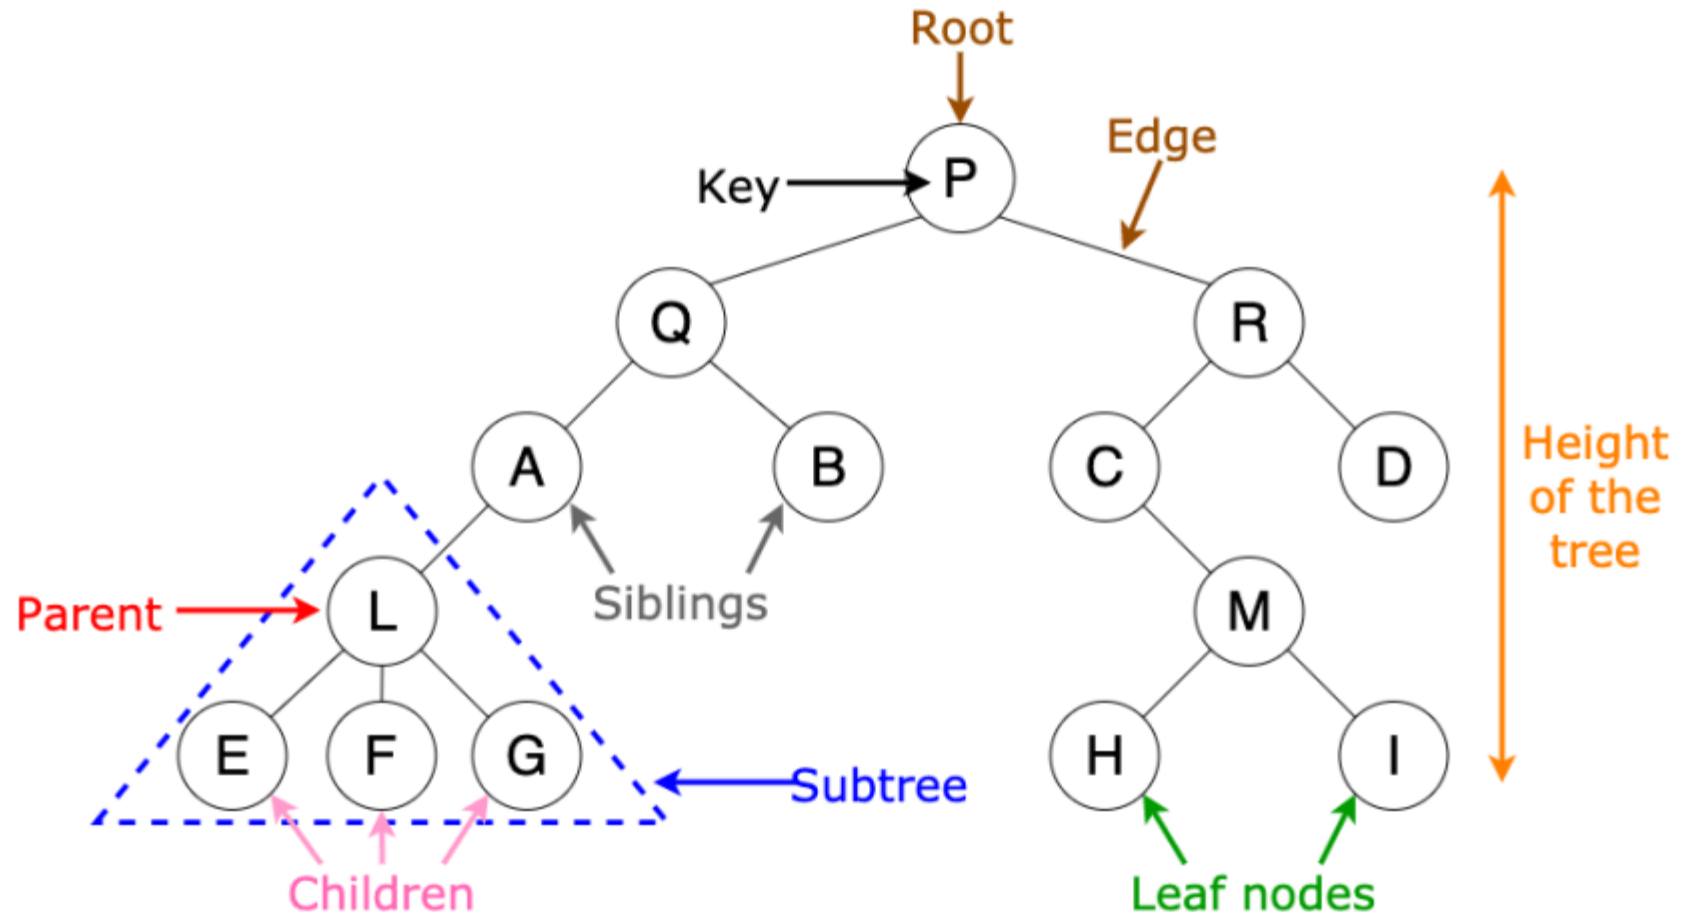 Root
Edge
Key
P
Q
R
A
B
C
D
Height
of the
tree
Siblings
Parent
L
M
E
F
G
H
I
Subtree
Children
Leaf nodes